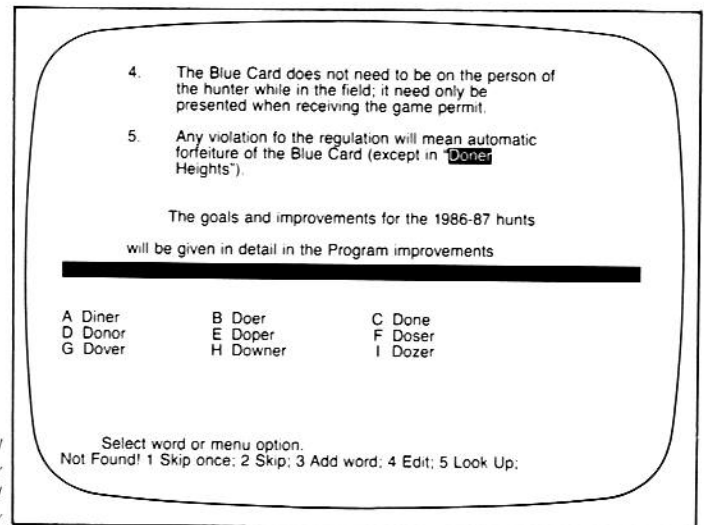 4. The Blue Card does not need to be on the person of
the hunter while in the field; it need only be
presented when receiving the game permit.
5. Any violation fo the regulation will mean automatic
forfeiture of the Blue Card (except in "Doner
Heights").
The goals and improvements for the 1986-87 hunts
will be given in detail in the Program improvements
A Diner B Doer C Done
D Donor E Doper F Doser
G Dover H Downer I Dozer
Select word or menu option.
Not Found! 1 Skip once; 2 Skip; 3 Add word; 4 Edit; 5 Look Up;